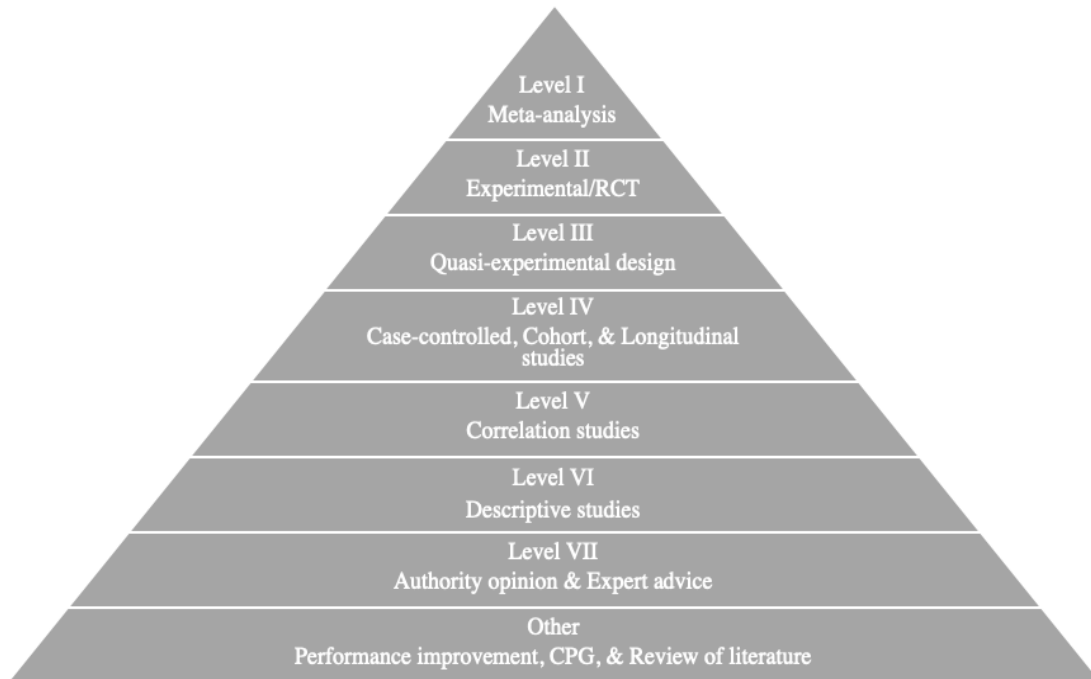 Level I
Meta-analysis
Level II
Experimental/RCT
Level III
Quasi-experimental design
Level IV
Case-controlled, Cohort, & Longitudinal
studies
Level V
Correlation studies
Level VI
Descriptive studies
Level VII
Authority opinion & Expert advice
Other
Performance improvement, CPG, & Review of literature